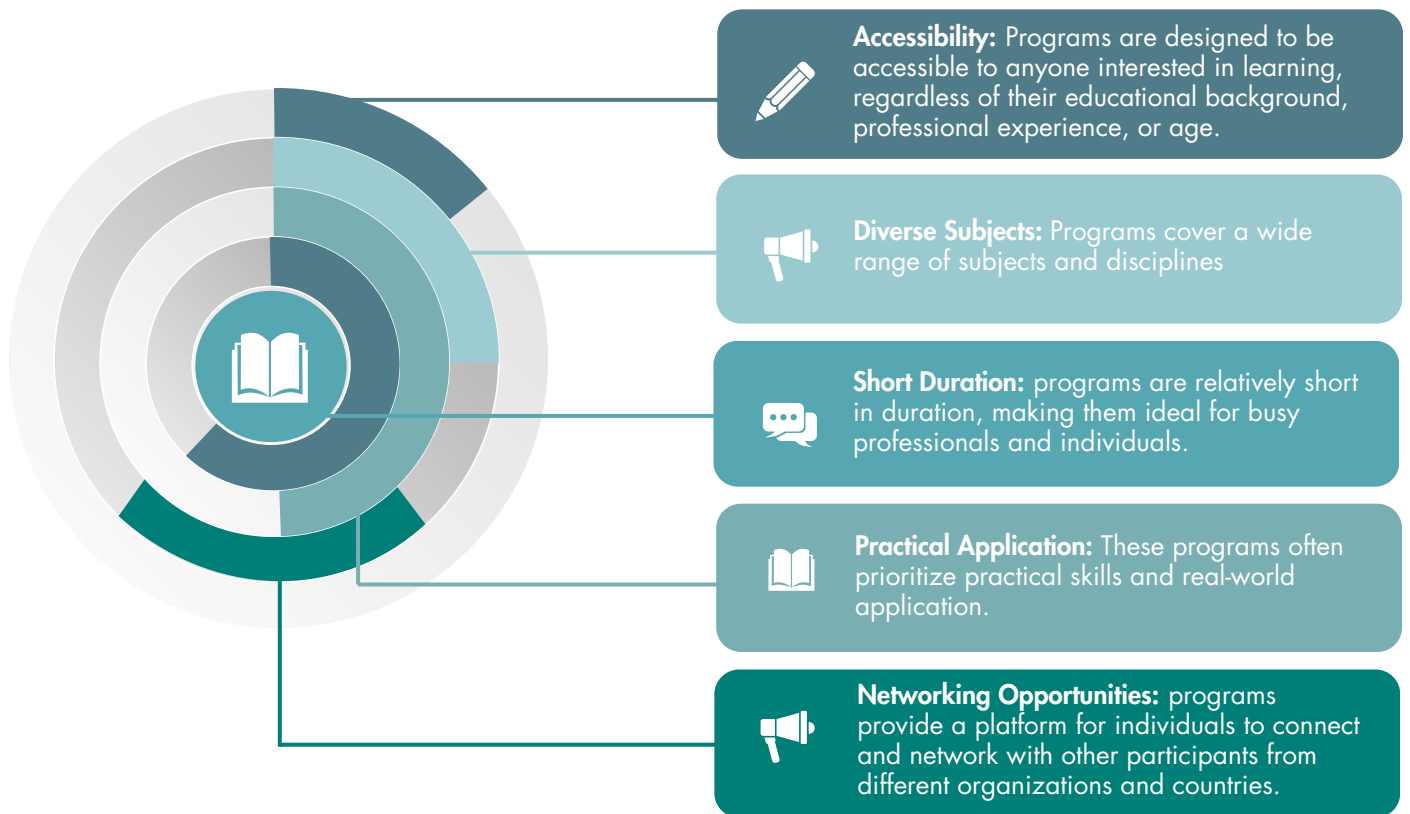 Accessibility: Programs are designed to be
accessible to anyone interested in learning,
regardless of their educational background,
professional experience, or age.
Diverse Subjects: Programs cover a wide
range of subjects and disciplines
Short Duration: programs are relatively short
in duration, making them ideal for busy
professionals and individuals.
Practical Application: These programs often
prioritize practical skills and real-world
application.
Networking Opportunities: programs
provide a platform for individuals to connect
and network with other participants from
different organizations and countries.